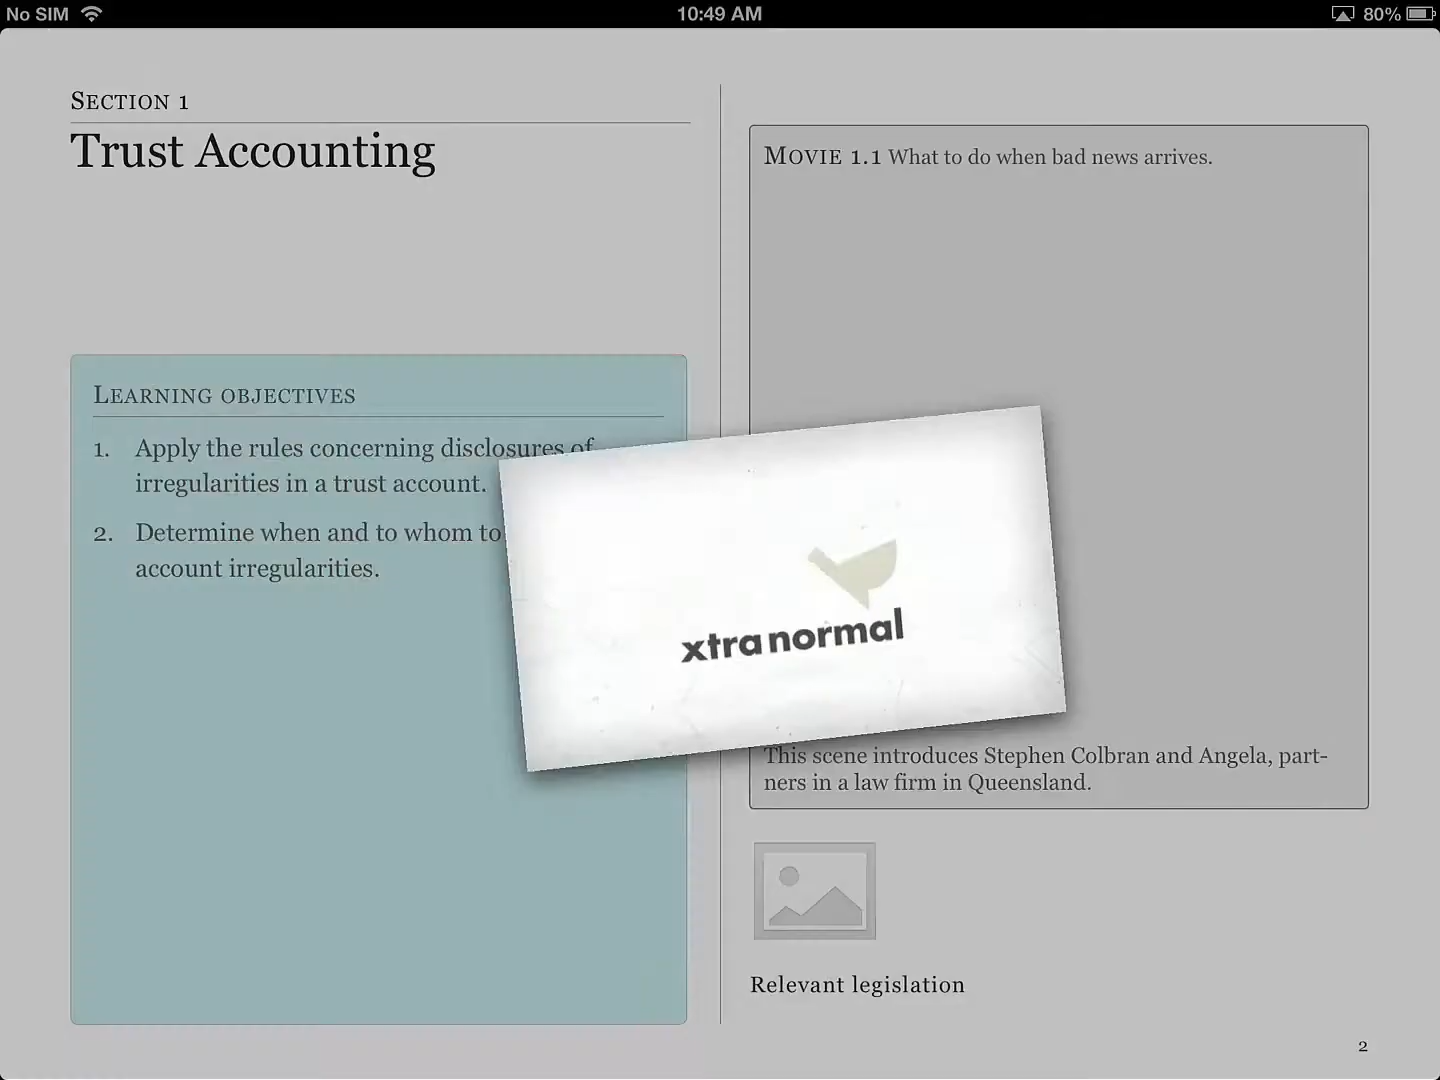 No SIM
10:49 AM
80%
SECTION 1
Trust Accounting
LEARNING OBJECTIVES
1. Apply the rules concerning disclosures of
irregularities in a trust account.
2. Determine when and to whom to
account irregularities.
MOVIE 1.1 What to do when bad news arrives.
xtranormal
This scene introduces Stephen Colbran and Angela, part-
ners in a law firm in Queensland.
Relevant legislation
2